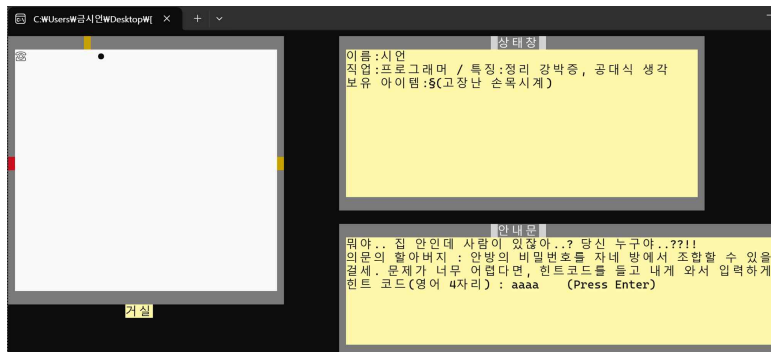 C:₩Users₩금시언₩Desktop₩[
상태창
이름:시언
직업:프로그래머 / 특징:정리 강박증, 공대식 생각
보유 아이템:§(고장난 손목시계)
거실
안내문
뭐야.. 집 안인데 사람이 있잖아..? 당신 누구야..??!!
의문의 할아버지 : 안방의 비밀번호를 자네 방에서 조합할 수 있을
걸세. 문제가 너무 어렵다면, 힌트코드를 들고 내게 와서 입력하게
힌트 코드(영어 4자리) : aaaa (Press Enter)